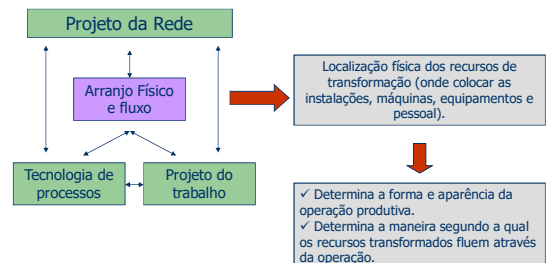 Projeto da Rede
Arranjo Físico
e fluxo
Tecnologia de
processos
Projeto do
trabalho
Localização física dos recursos de
transformação (onde colocar as
instalações, máquinas, equipamentos e
pessoal).
✓ Determina a forma e aparência da
operação produtiva.
✓ Determina a maneira segundo a qual
os recursos transformados fluem através
da operação.